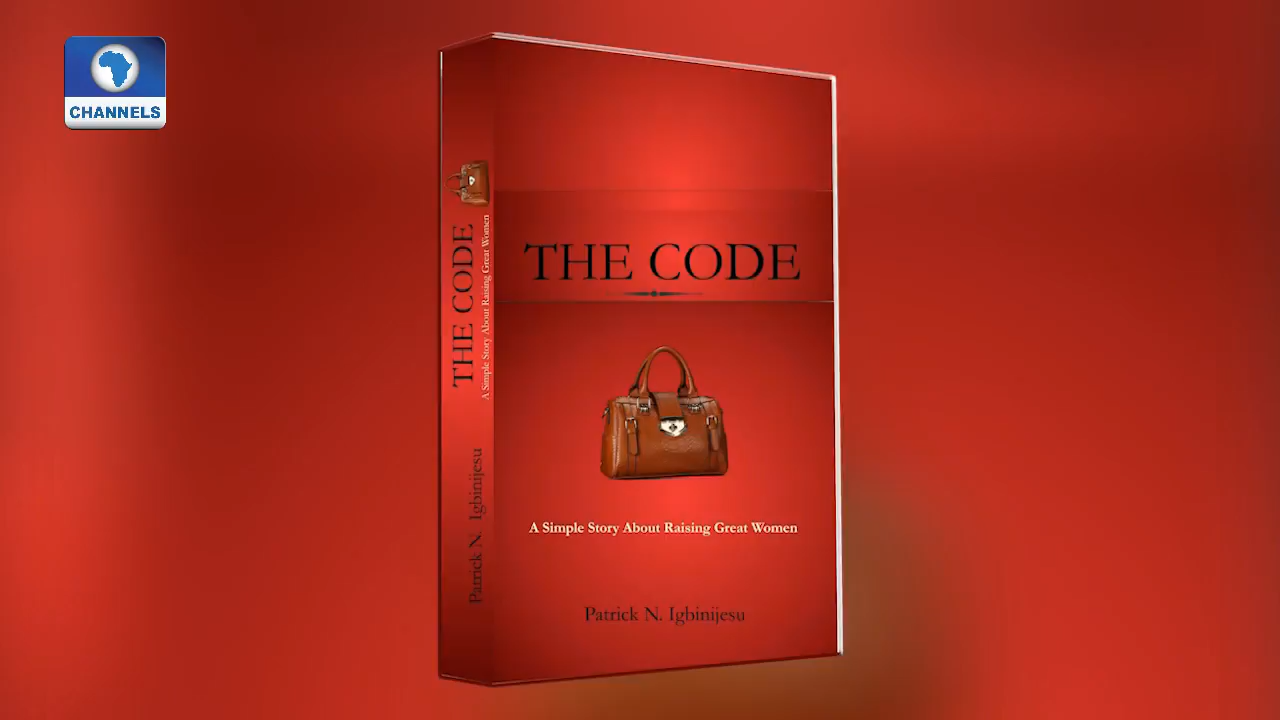 CHANNELS
THE CODE
A Simple Story About Raising Great Women
Patrick N. Igbinijesu
THE CODE
A Simple Story About Raising Great Women
Patrick N. Igbinijesu